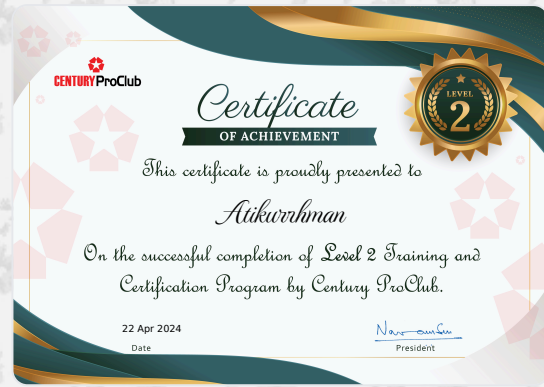 CENTURY ProClub
Certificate
OF ACHIEVEMENT
LEVEL
2
This certificate is proudly presented to
Atikurrhman
On the successful completion of Level 2 Training and
Certification Program by Century ProClub.
22 Apr 2024
Date
President